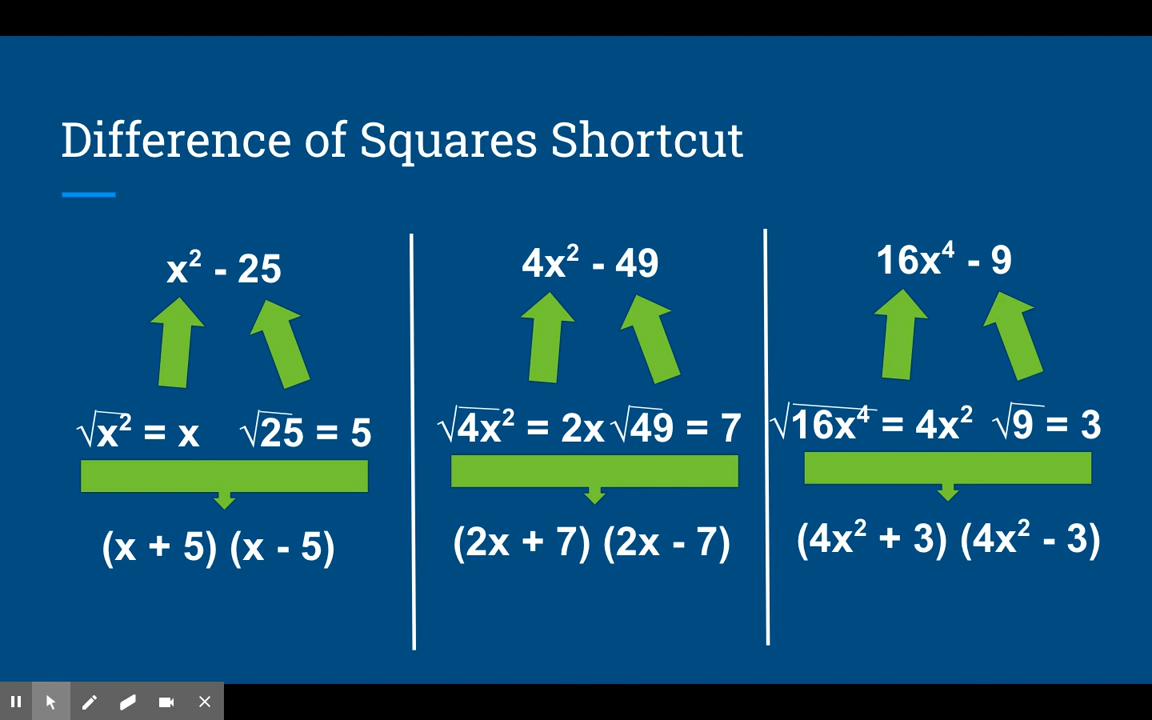 Difference of Squares Shortcut
x² - 25
√x² = x √25 = 5
(x + 5) (x - 5)
4x² - 49
√4x² = 2x √49 = 7
(2x + 7) (2x - 7)
16x⁴ - 9
√16x⁴ = 4x² √9 = 3
(4x² + 3) (4x² - 3)